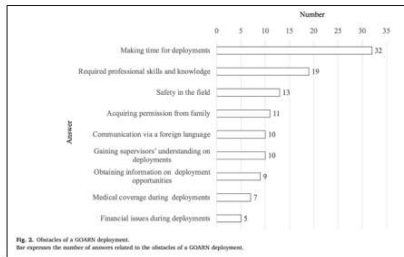 Number
0 5 10 15 20 25 30 35
Making time for deployments 32
Required professional skills and knowledge 19
Safety in the field 13
Acquiring permission from family 11
Communication via a foreign language 10
Gaining supervisors' understanding on
deployments 10
Obtaining information on deployment
opportunities 9
Medical coverage during deployments 7
Financial issues during deployments 5
Answer
Fig. 2. Obstacles of a GOARN deployment.
Bar expenses the number of answers related to the obstacles of a GOARN deployment.